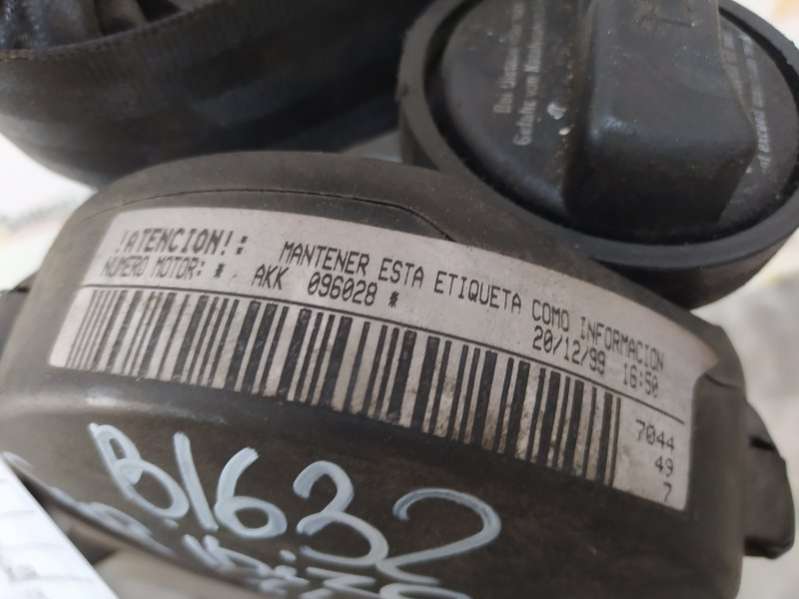 !ATENCION!: MANTENER ESTA ETIQUETA COMO INFORMACION
NUMERO MOTOR: * AKK 096028 * 20/12/99 16:50
7044
49
7
B1632